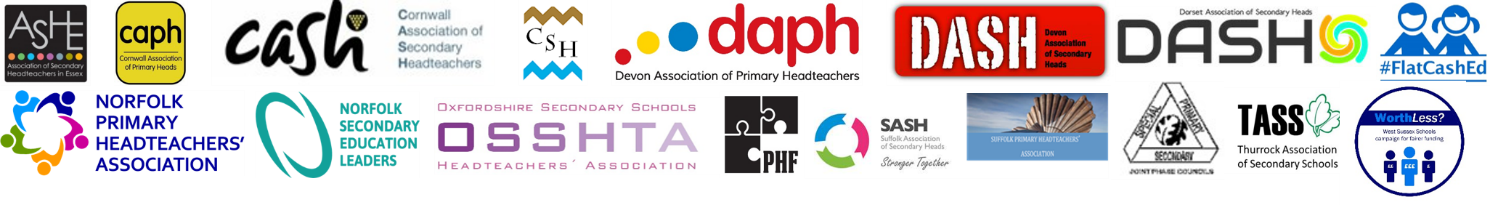 ASHE
Association of Secondary
Headteachers in Essex
caph
Cornwall Association
of Primary Heads
cash
Cornwall
Association of
Secondary
Headteachers
CSH
daph
Devon Association of Primary Headteachers
DASH
Devon
Association
of Secondary
Heads
Dorset Association of Secondary Heads
DASH
#FlatCashEd
NORFOLK
PRIMARY
HEADTEACHERS'
ASSOCIATION
NORFOLK
SECONDARY
EDUCATION
LEADERS
OXFORDSHIRE SECONDARY SCHOOLS
OSSHTA
HEADTEACHERS' ASSOCIATION
PHF
SASH
Suffolk Association
of Secondary Heads
Stronger Together
SUFFOLK PRIMARY HEADTEACHERS'
ASSOCIATION
SPECIAL
PRIMARY
SECONDARY
JOINT PHASE COUNCILS
TASS
Thurrock Association
of Secondary Schools
WorthLess?
West Sussex Schools
campaign for fairer funding.
££ £££ ££